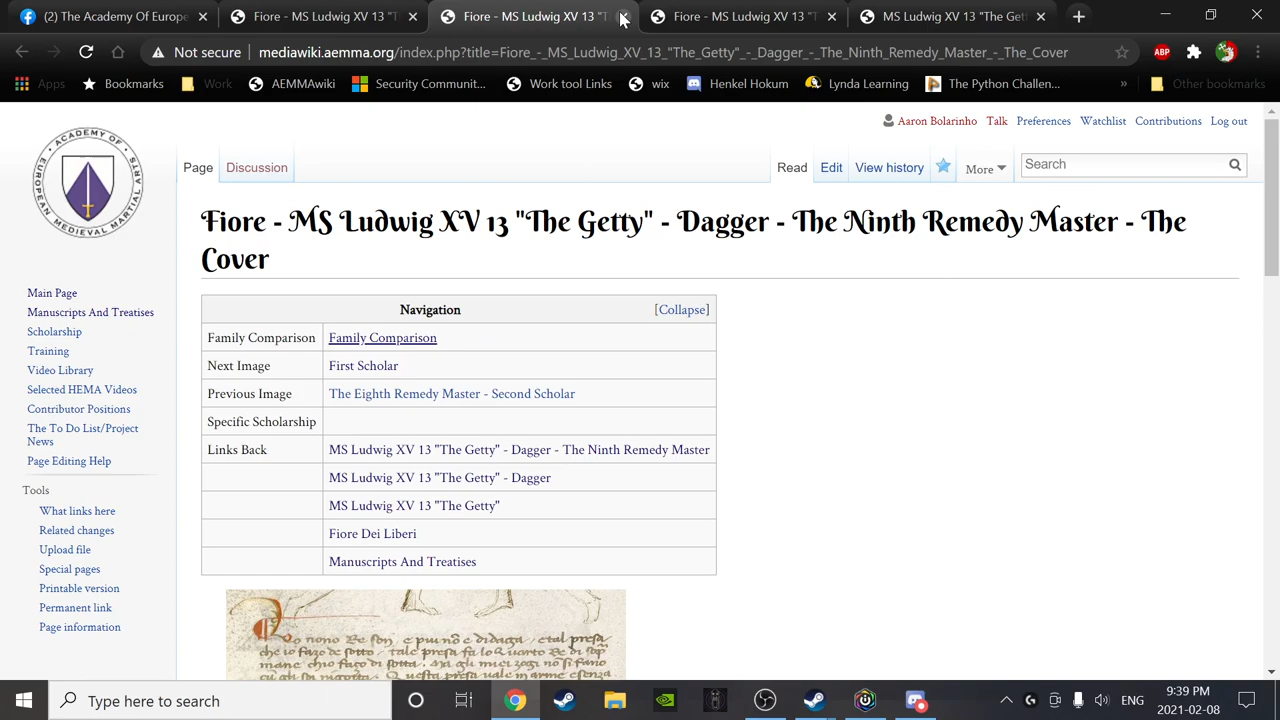 (2) The Academy Of Europe
Fiore - MS Ludwig XV 13 "T
Fiore - MS Ludwig XV 13 "T
Fiore - MS Ludwig XV 13 "T
MS Ludwig XV 13 "The Gett
Not secure
mediawiki.aemma.org/index.php?title=Fiore_-_MS_Ludwig_XV_13_"The_Getty"_-_Dagger_-_The_Ninth_Remedy_Master_-_The_Cover
ABP
Apps
Bookmarks
Work
AEMMAwiki
Security Communit...
Work tool Links
wix
Henkel Hokum
Lynda Learning
The Python Challen...
»
Other bookmarks
ACADEMY OF EUROPEAN MEDIEVAL MARTIAL ARTS
Aaron Bolarinho Talk Preferences Watchlist Contributions Log out
Page Discussion
Read Edit View history More
Search
Fiore - MS Ludwig XV 13 "The Getty" - Dagger - The Ninth Remedy Master - The
Cover
Main Page
Manuscripts And Treatises
Scholarship
Training
Video Library
Selected HEMA Videos
Contributor Positions
The To Do List/Project
News
Page Editing Help
Tools
What links here
Related changes
Upload file
Special pages
Printable version
Permanent link
Page information
Navigation [Collapse]
Family Comparison Family Comparison
Next Image First Scholar
Previous Image The Eighth Remedy Master - Second Scholar
Specific Scholarship
Links Back MS Ludwig XV 13 "The Getty" - Dagger - The Ninth Remedy Master
MS Ludwig XV 13 "The Getty" - Dagger
MS Ludwig XV 13 "The Getty"
Fiore Dei Liberi
Manuscripts And Treatises
Type here to search
ENG
9:39 PM
2021-02-08